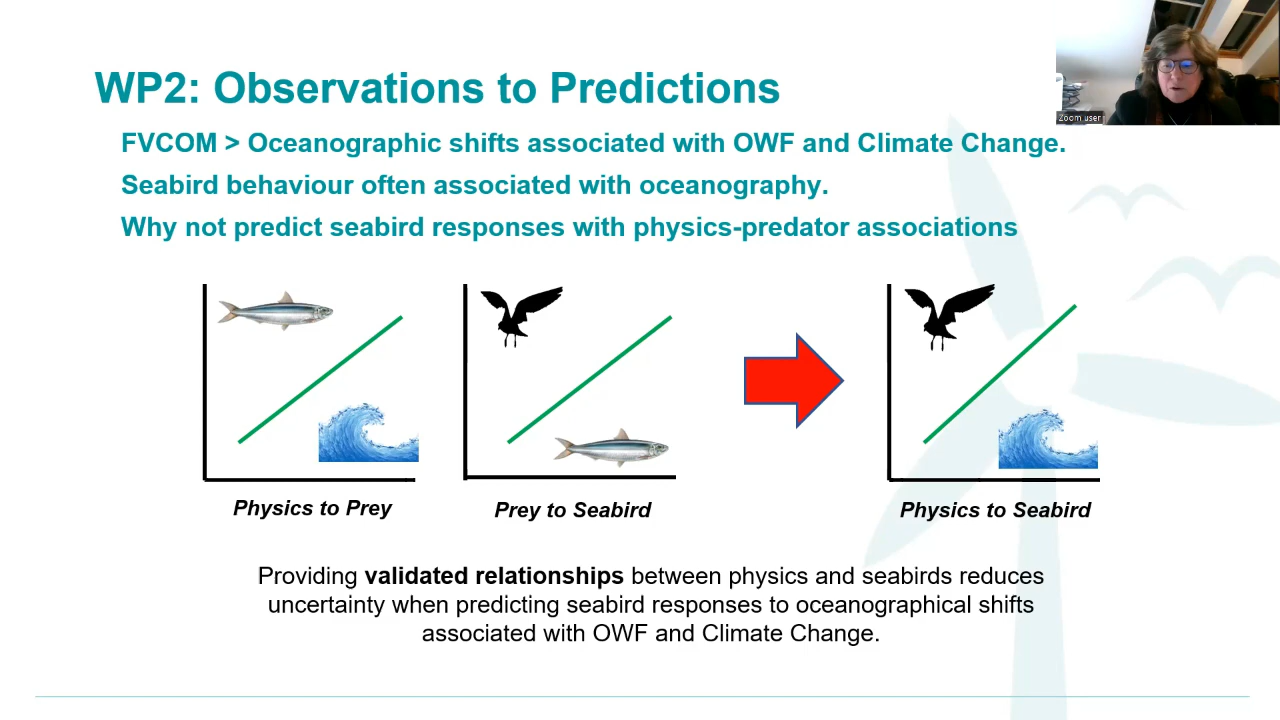 WP2: Observations to Predictions
Zoom user
FVCOM > Oceanographic shifts associated with OWF and Climate Change.
Seabird behaviour often associated with oceanography.
Why not predict seabird responses with physics-predator associations
Physics to Prey
Prey to Seabird
Physics to Seabird
Providing validated relationships between physics and seabirds reduces
uncertainty when predicting seabird responses to oceanographical shifts
associated with OWF and Climate Change.